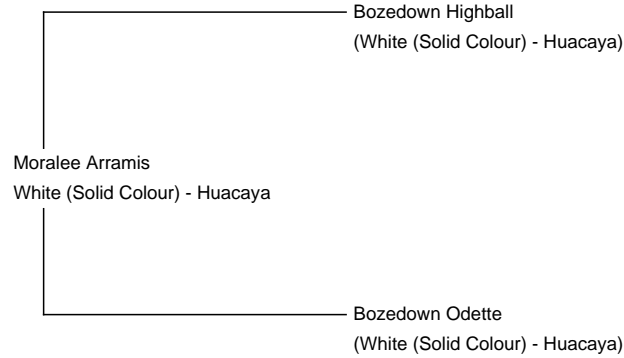 Bozedown Highball
(White (Solid Colour) - Huacaya)
Moralee Arramis
White (Solid Colour) - Huacaya
Bozedown Odette
(White (Solid Colour) - Huacaya)